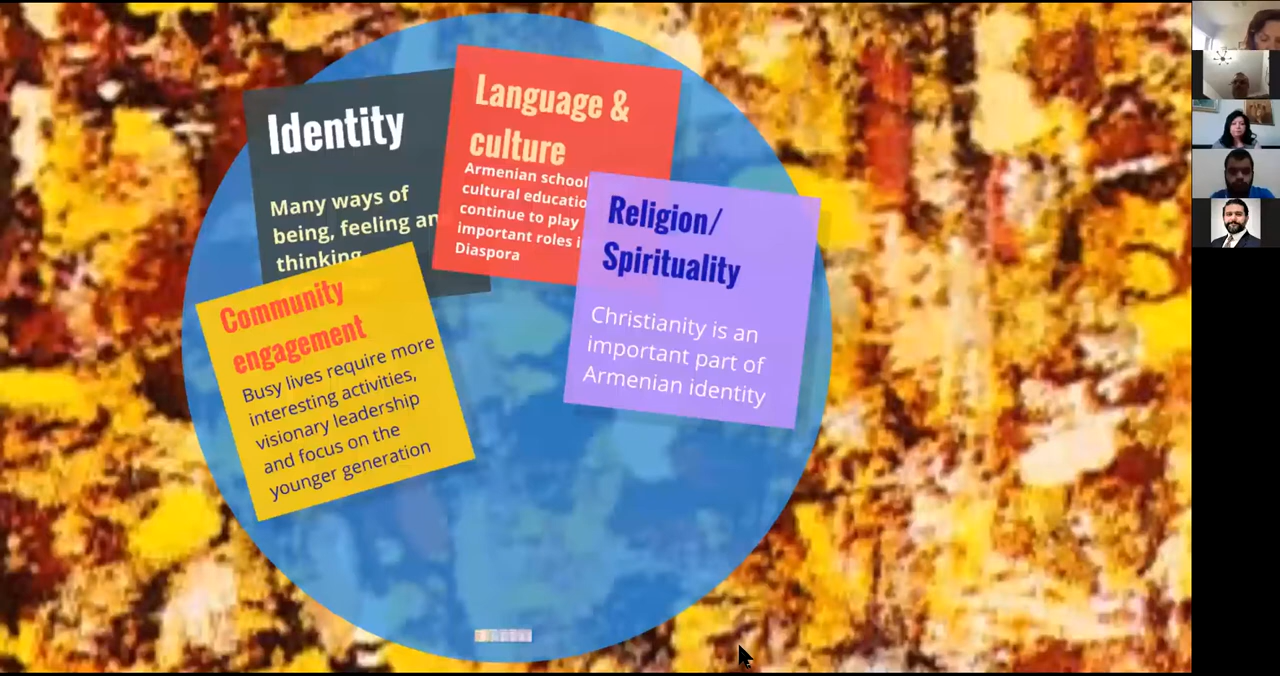 Identity
Many ways of
being, feeling an
thinking
Language &
culture
Armenian school
cultural educatio
continue to play
important roles i
Diaspora
Religion/
Spirituality
Christianity is an
important part of
Armenian identity
Community
engagement
Busy lives require more
interesting activities,
visionary leadership
and focus on the
younger generation